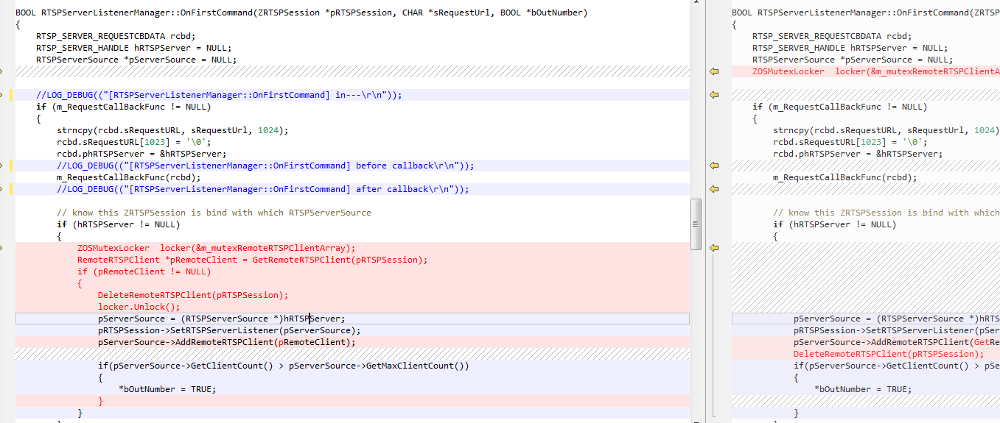 BOOL RTSPServerListenerManager::OnFirstCommand(ZRTSPSession *pRTSPSession, CHAR *sRequestUrl, BOOL *bOutNumber)
{
    RTSP_SERVER_REQUESTCBDATA rcbd;
    RTSP_SERVER_HANDLE hRTSPServer = NULL;
    RTSPServerSource *pServerSource = NULL;
    //LOG_DEBUG(("[RTSPServerListenerManager::OnFirstCommand] in---\r\n"));
    if (m_RequestCallBackFunc != NULL)
    {
        strncpy(rcbd.sRequestURL, sRequestUrl, 1024);
        rcbd.sRequestURL[1023] = '\0';
        rcbd.phRTSPServer = &hRTSPServer;
        //LOG_DEBUG(("[RTSPServerListenerManager::OnFirstCommand] before callback\r\n"));
        m_RequestCallBackFunc(rcbd);
        //LOG_DEBUG(("[RTSPServerListenerManager::OnFirstCommand] after callback\r\n"));
        // know this ZRTSPSession is bind with which RTSPServerSource
        if (hRTSPServer != NULL)
        {
            ZOSMutexLocker  locker(&m_mutexRemoteRTSPClientArray);
            RemoteRTSPClient *pRemoteClient = GetRemoteRTSPClient(pRTSPSession);
            if (pRemoteClient != NULL)
            {
                DeleteRemoteRTSPClient(pRTSPSession);
                locker.Unlock();
                pServerSource = (RTSPServerSource *)hRTSPServer;
                pRTSPSession->SetRTSPServerListener(pServerSource);
                pServerSource->AddRemoteRTSPClient(pRemoteClient);
                if(pServerSource->GetClientCount() > pServerSource->GetMaxClientCount())
                {
                    *bOutNumber = TRUE;
                }
            }
BOOL RTSPServerListenerManager::OnFirstCommand(ZRTSP
{
    RTSP_SERVER_REQUESTCBDATA rcbd;
    RTSP_SERVER_HANDLE hRTSPServer = NULL;
    RTSPServerSource *pServerSource = NULL;
    ZOSMutexLocker  locker(&m_mutexRemoteRTSPClientA
    if (m_RequestCallBackFunc != NULL)
    {
        strncpy(rcbd.sRequestURL, sRequestUrl, 1024)
        rcbd.sRequestURL[1023] = '\0';
        rcbd.phRTSPServer = &hRTSPServer;
        m_RequestCallBackFunc(rcbd);
        // know this ZRTSPSession is bind with which
        if (hRTSPServer != NULL)
        {
            pServerSource = (RTSPServerSource *)hRTS
            pRTSPSession->SetRTSPServerListener(pSer
            pServerSource->AddRemoteRTSPClient(GetRe
            DeleteRemoteRTSPClient(pRTSPSession);
            if(pServerSource->GetClientCount() > pSe
            {
                *bOutNumber = TRUE;
            }